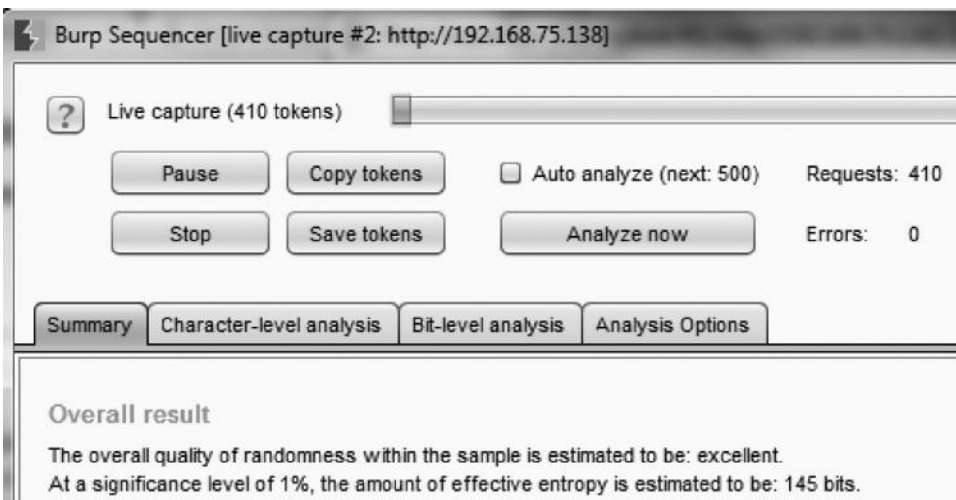 Burp Sequencer [live capture #2: http://192.168.75.138]
? Live capture (410 tokens)
Pause Copy tokens Auto analyze (next: 500) Requests: 410
Stop Save tokens Analyze now Errors: 0
Summary Character-level analysis Bit-level analysis Analysis Options
Overall result
The overall quality of randomness within the sample is estimated to be: excellent.
At a significance level of 1%, the amount of effective entropy is estimated to be: 145 bits.